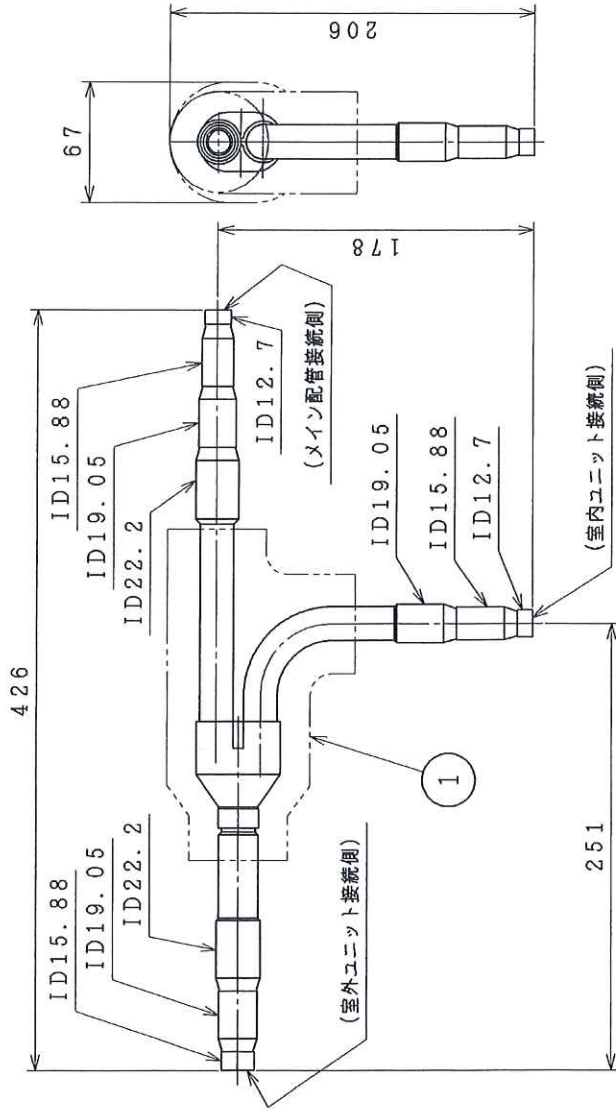 426
ID15.88
ID19.05
ID22.2
(室外ユニット接続側)
251
1
ID15.88
ID19.05
ID22.2
ID12.7
(メイン配管接続側)
178
ID19.05
ID15.88
ID12.7
(室内ユニット接続側)
67
206